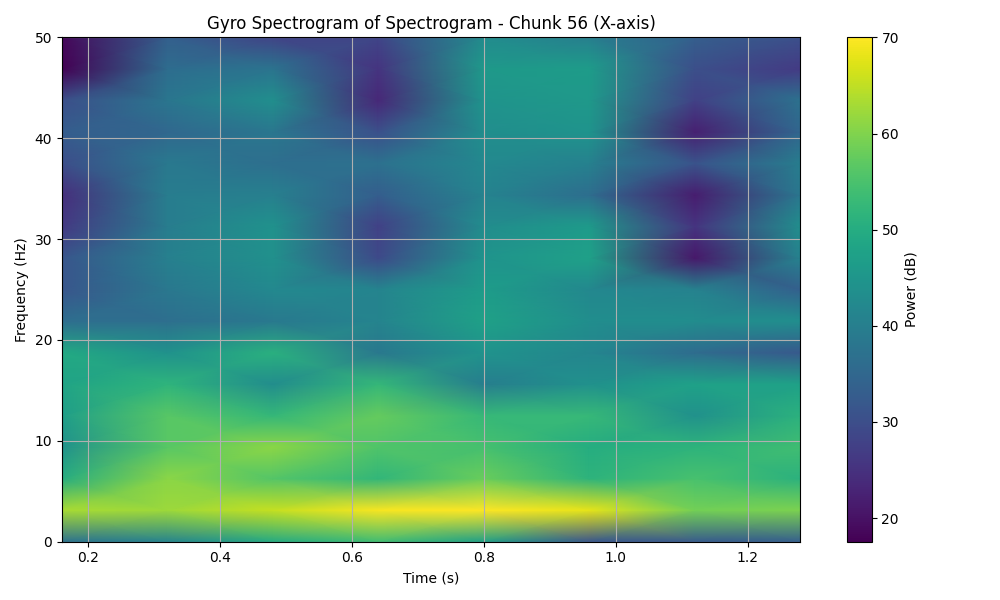 Gyro Spectrogram of Spectrogram - Chunk 56 (X-axis)
50
40
30
20
10
0
Frequency (Hz)
0.2 0.4 0.6 0.8 1.0 1.2
Time (s)
70
60
50
40
30
20
Power (dB)